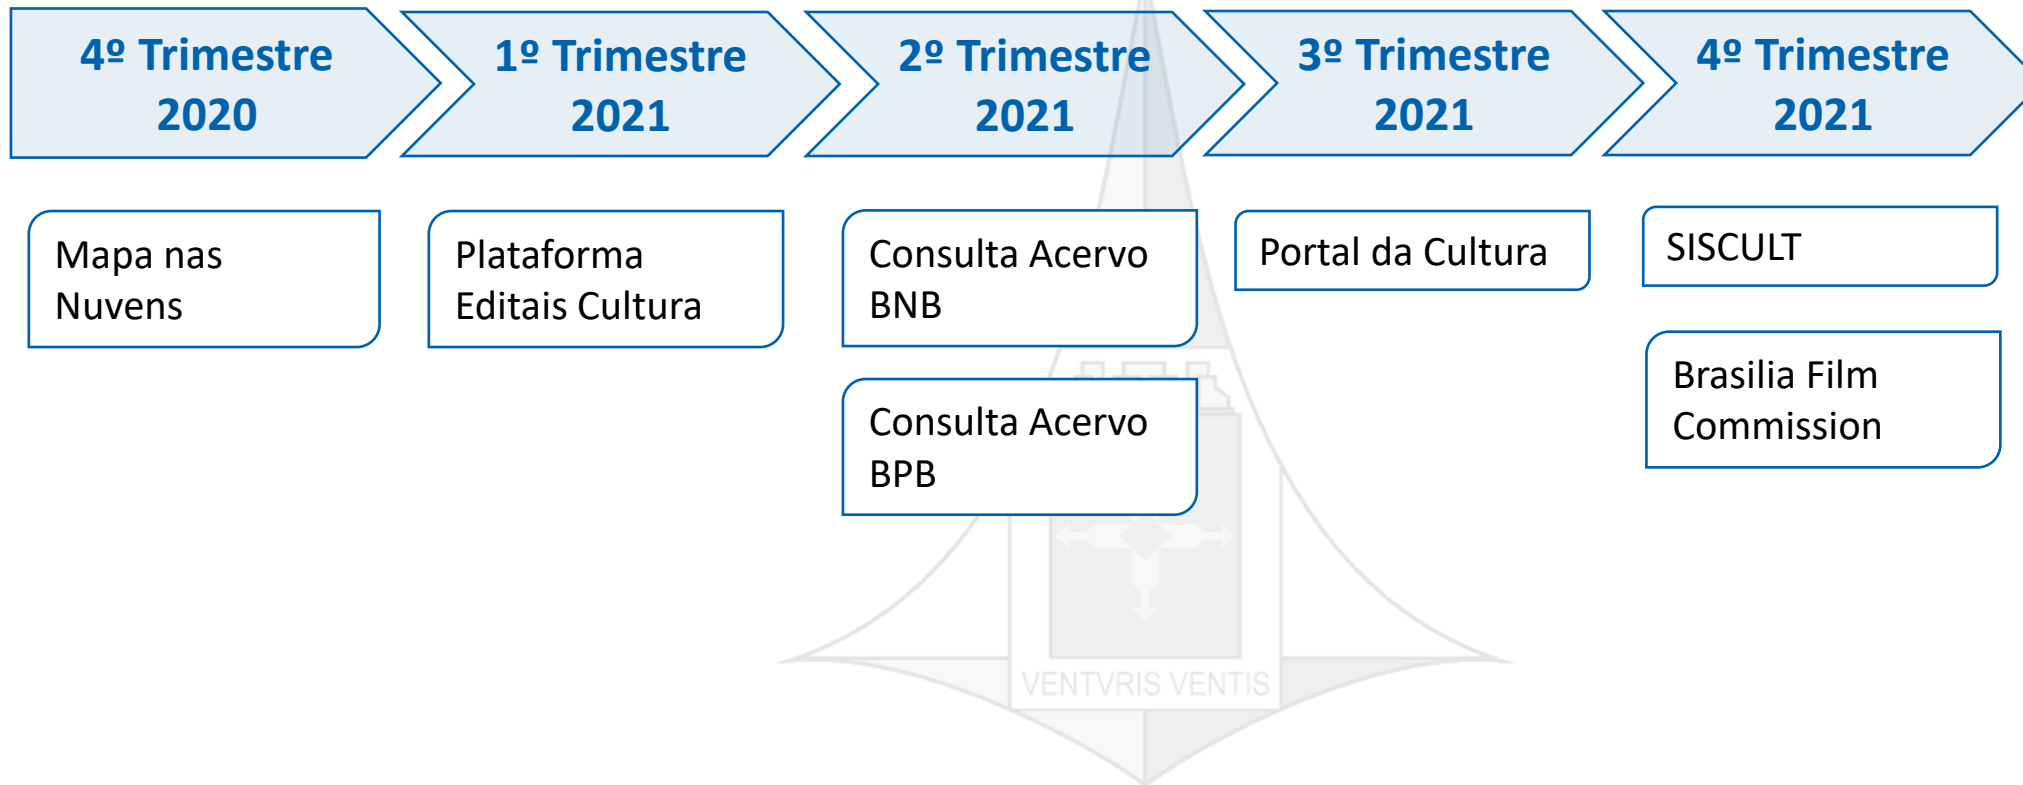 4º Trimestre
2020
1º Trimestre
2021
2º Trimestre
2021
3º Trimestre
2021
4º Trimestre
2021
Mapa nas
Nuvens
Plataforma
Editais Cultura
Consulta Acervo
BNB
Consulta Acervo
BPB
Portal da Cultura
SISCULT
Brasilia Film
Commission
VENTVRIS VENTIS